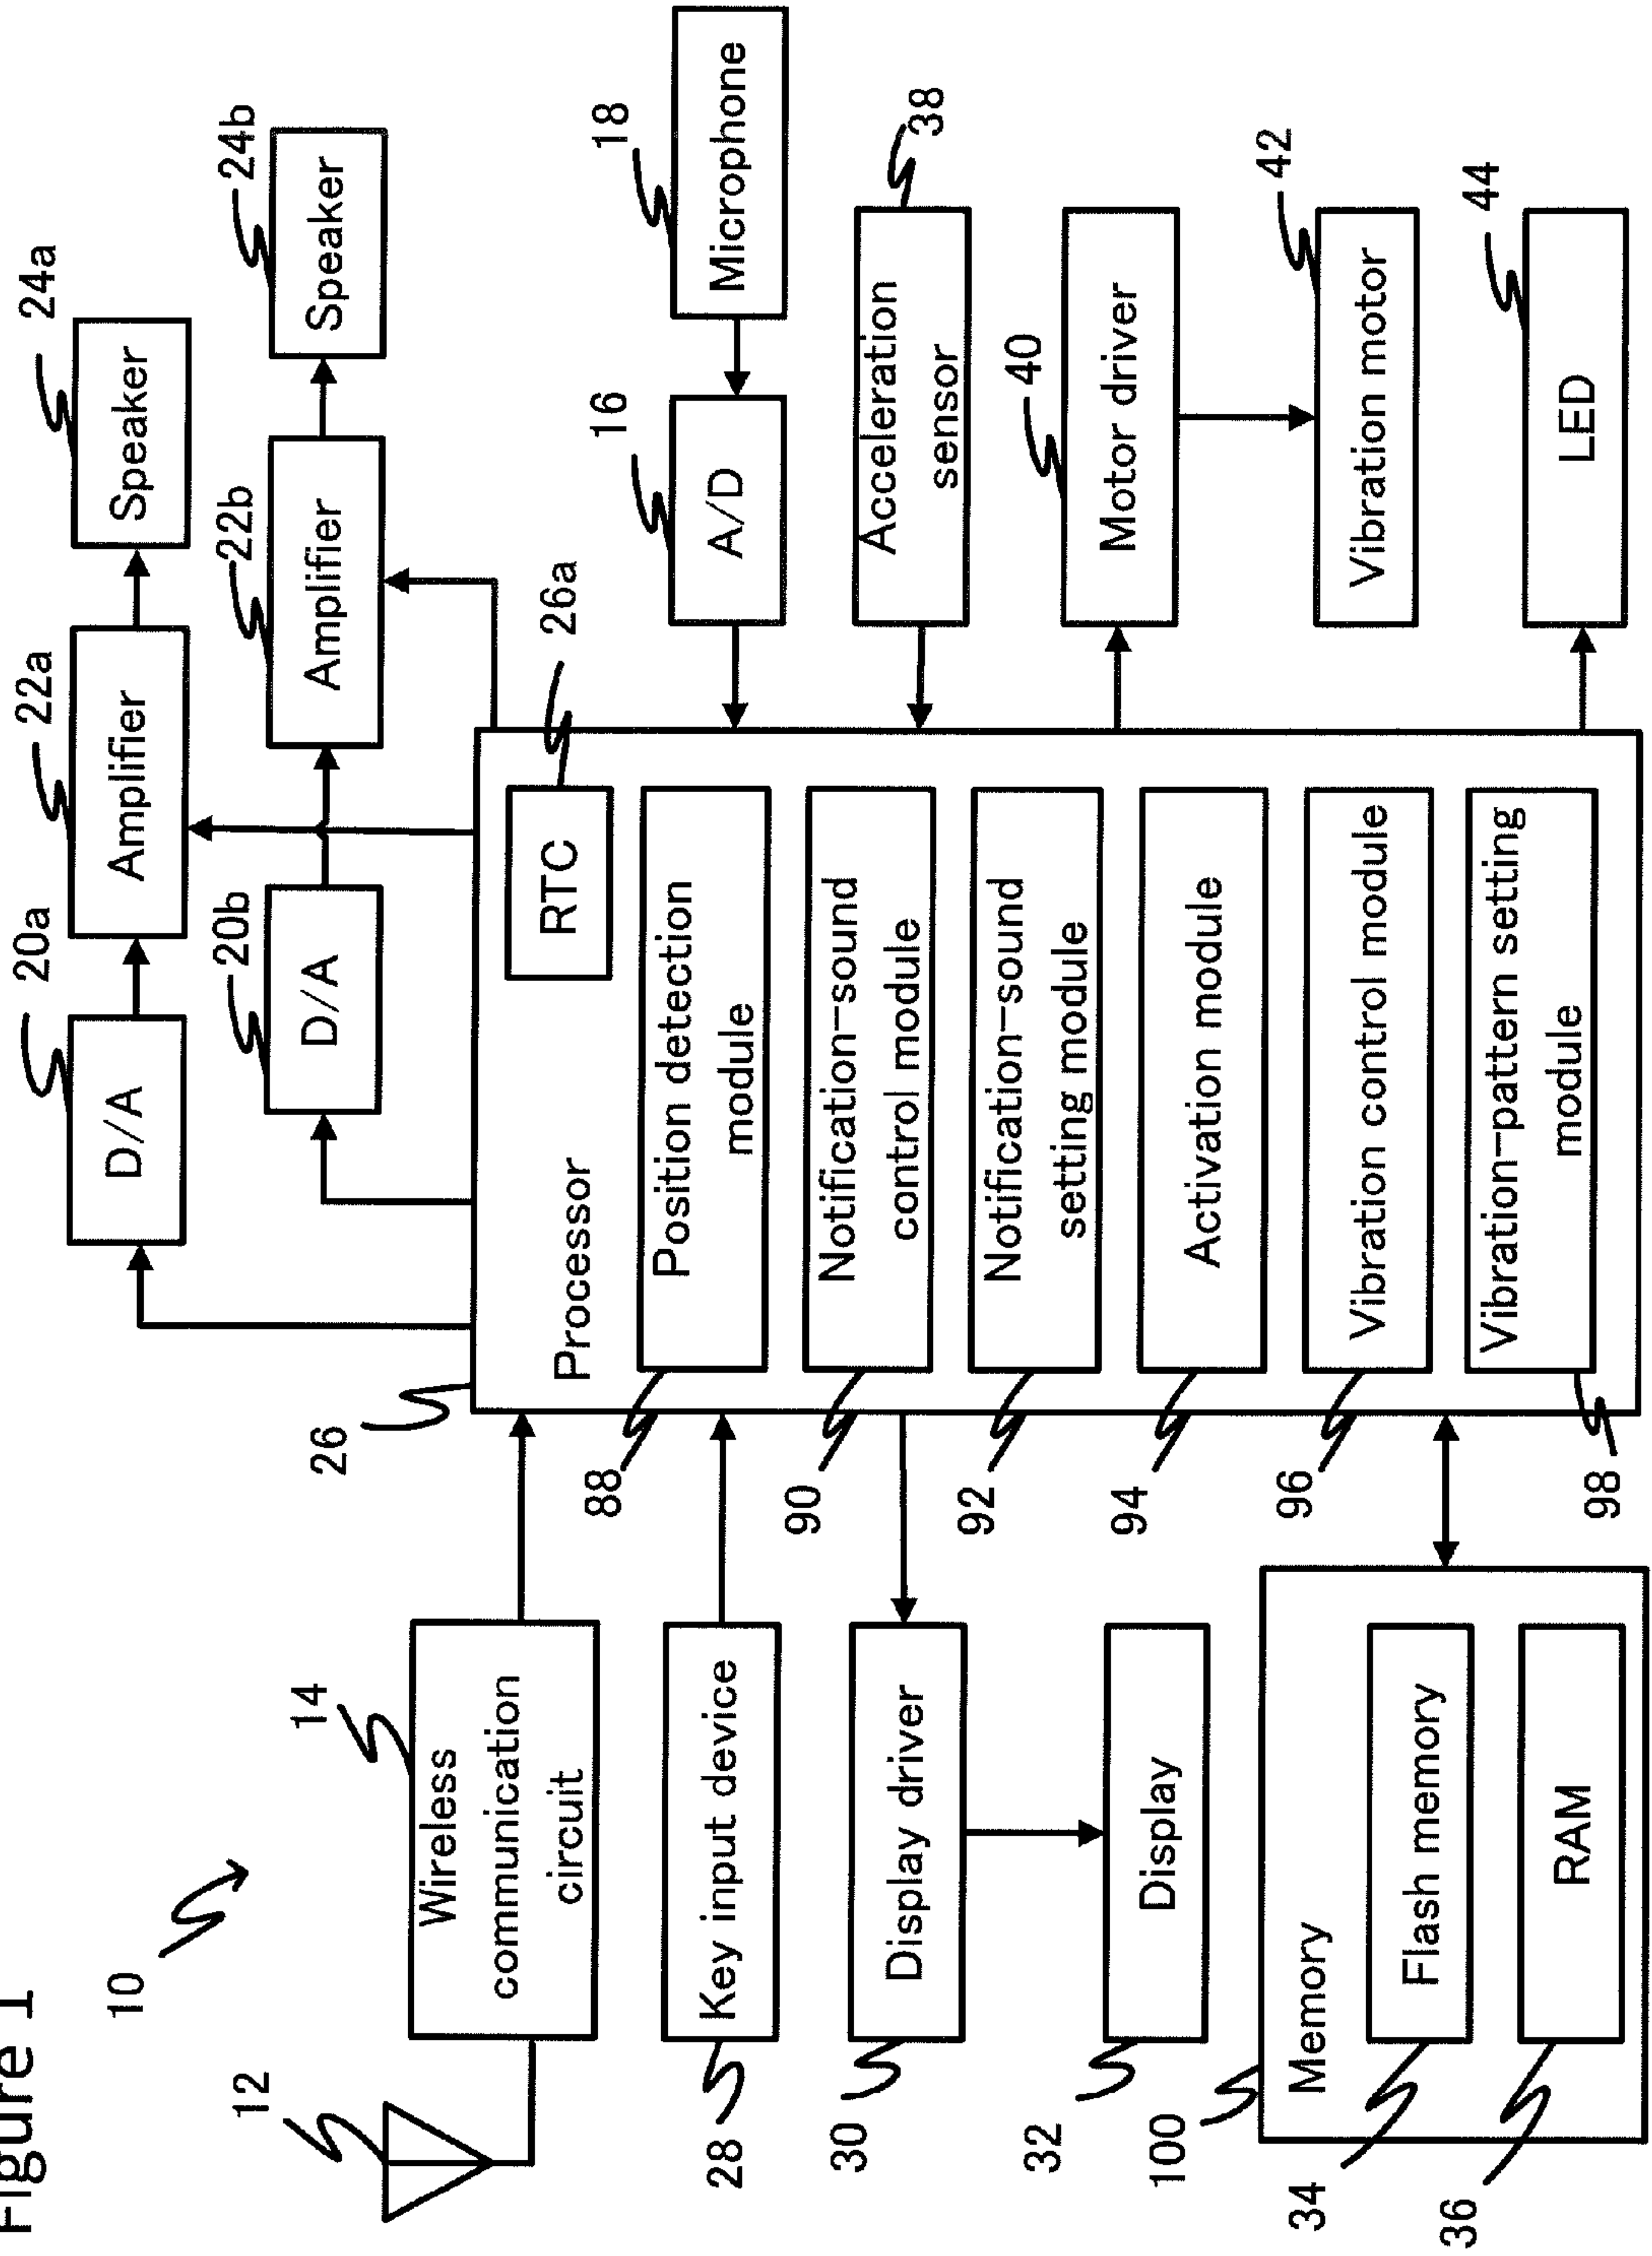 Figure 1
10
12
14
Wireless
communication
circuit
28
Key input device
30
Display driver
32
Display
100
Memory
34
Flash memory
36
RAM
26
Processor
26a
RTC
88
Position detection
module
90
Notification-sound
control module
92
Notification-sound
setting module
94
Activation module
96
Vibration control module
98
Vibration-pattern setting
module
20a
D/A
22a
Amplifier
24a
Speaker
20b
D/A
22b
Amplifier
24b
Speaker
16
A/D
18
Microphone
38
Acceleration
sensor
40
Motor driver
42
Vibration motor
44
LED